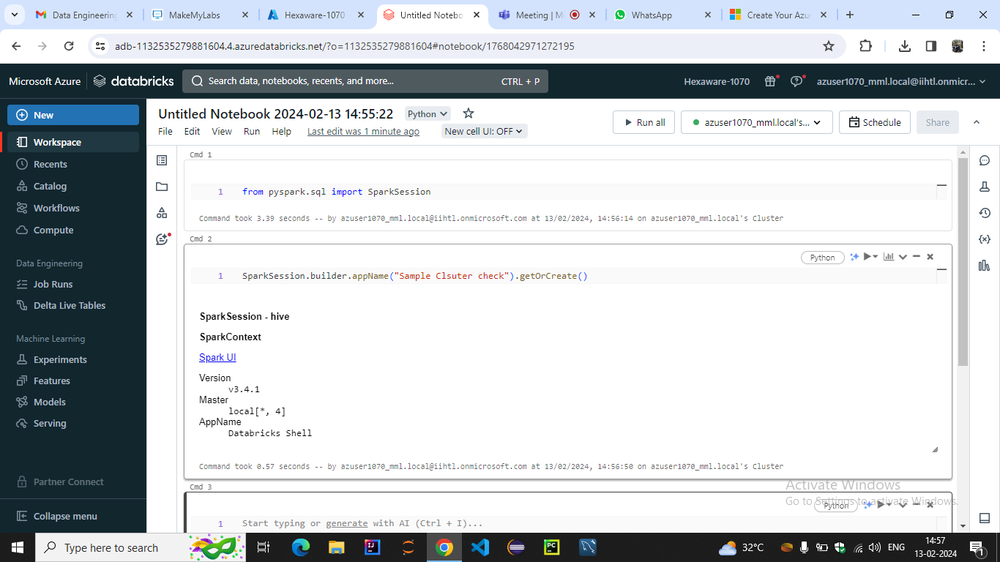 Data Engineering
MakeMyLabs
Hexaware-1070
Untitled Notebo
Meeting | M
WhatsApp
Create Your Azu
adb-1132535279881604.4.azuredatabricks.net/?o=1132535279881604#notebook/1768042971272195
Microsoft Azure
databricks
Search data, notebooks, recents, and more...
CTRL + P
Hexaware-1070
azuser1070_mml.local@iihtl.onmicr...
New
Workspace
Recents
Catalog
Workflows
Compute
Data Engineering
Job Runs
Delta Live Tables
Machine Learning
Experiments
Features
Models
Serving
Partner Connect
Collapse menu
Untitled Notebook 2024-02-13 14:55:22
Python
File Edit View Run Help Last edit was 1 minute ago New cell UI: OFF
Run all
azuser1070_mml.local's...
Schedule
Share
Cmd 1
1 from pyspark.sql import SparkSession
Command took 3.39 seconds -- by azuser1070_mml.local@iihtl.onmicrosoft.com at 13/02/2024, 14:56:14 on azuser1070_mml.local's Cluster
Cmd 2
Python
1 SparkSession.builder.appName("Sample Clsuter check").getOrCreate()
SparkSession - hive
SparkContext
Spark UI
Version
v3.4.1
Master
local[*, 4]
AppName
Databricks Shell
Command took 0.57 seconds -- by azuser1070_mml.local@iihtl.onmicrosoft.com at 13/02/2024, 14:56:50 on azuser1070_mml.local's Cluster
Cmd 3
Python
1 Start typing or generate with AI (Ctrl + I)...
Activate Windows
Go to Settings to activate Windows.
Type here to search
32°C
ENG
14:57
13-02-2024
1